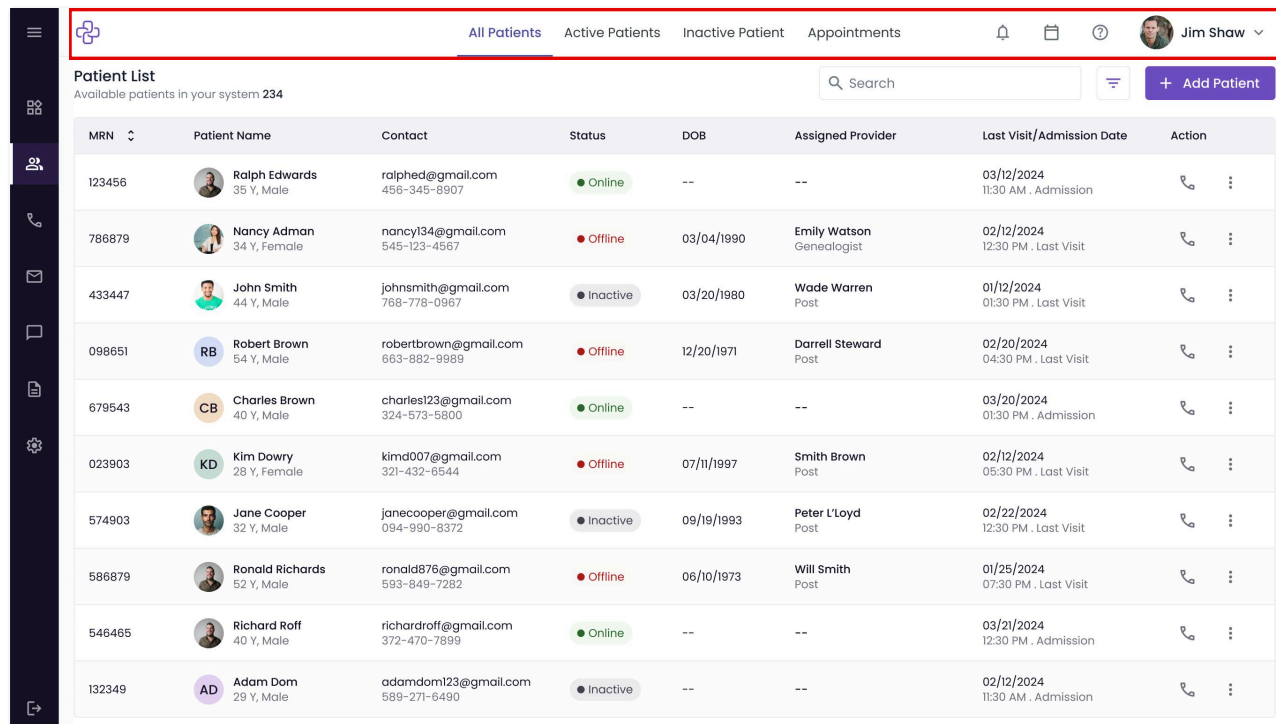 All Patients Active Patients Inactive Patient Appointments Jim Shaw
Patient List
Available patients in your system 234
Search
+ Add Patient
MRN Patient Name Contact Status DOB Assigned Provider Last Visit/Admission Date Action
123456 Ralph Edwards ralphed@gmail.com Online -- -- 03/12/2024
35 Y, Male 456-345-8907 11:30 AM . Admission
786879 Nancy Adman nancy134@gmail.com Offline 03/04/1990 Emily Watson 02/12/2024
34 Y, Female 545-123-4567 Genealogist 12:30 PM . Last Visit
433447 John Smith johnsmith@gmail.com Inactive 03/20/1980 Wade Warren 01/12/2024
44 Y, Male 768-778-0967 Post 01:30 PM . Last Visit
098651 RB Robert Brown robertbrown@gmail.com Offline 12/20/1971 Darrell Steward 02/20/2024
54 Y, Male 663-882-9989 Post 04:30 PM . Last Visit
679543 CB Charles Brown charles123@gmail.com Online -- -- 03/20/2024
40 Y, Male 324-573-5800 01:30 PM . Admission
023903 KD Kim Dowry kimd007@gmail.com Offline 07/11/1997 Smith Brown 02/12/2024
28 Y, Female 321-432-6544 Post 05:30 PM . Last Visit
574903 Jane Cooper janecooper@gmail.com Inactive 09/19/1993 Peter L'Loyd 02/22/2024
32 Y, Male 094-990-8372 Post 12:30 PM . Last Visit
586879 Ronald Richards ronald876@gmail.com Offline 06/10/1973 Will Smith 01/25/2024
52 Y, Male 593-849-7282 Post 07:30 PM . Last Visit
546465 Richard Roff richardroff@gmail.com Online -- -- 03/21/2024
40 Y, Male 372-470-7899 12:30 PM . Admission
132349 AD Adam Dom adamdom123@gmail.com Inactive -- -- 02/12/2024
29 Y, Male 589-271-6490 11:30 AM . Admission